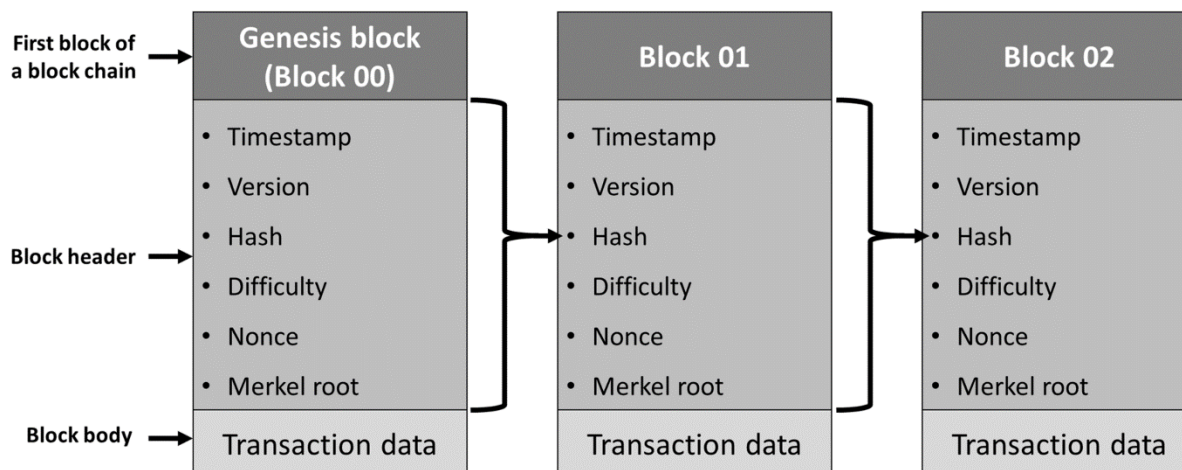 First block of
a block chain
Genesis block
(Block 00)
Block 01
Block 02
Block header
• Timestamp
• Version
• Hash
• Difficulty
• Nonce
• Merkel root
• Timestamp
• Version
• Hash
• Difficulty
• Nonce
• Merkel root
• Timestamp
• Version
• Hash
• Difficulty
• Nonce
• Merkel root
Block body
Transaction data
Transaction data
Transaction data